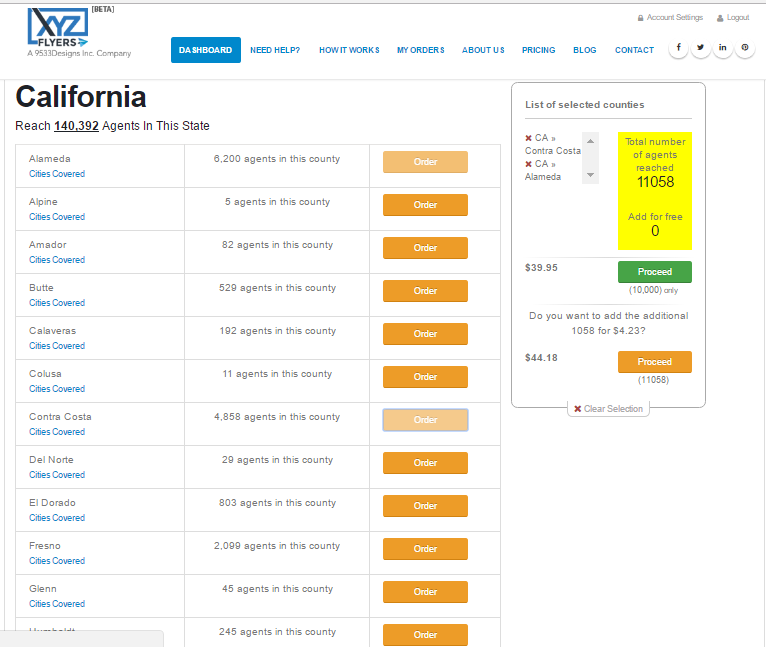 [BETA]
XYZ
FLYERS
A 9533Designs Inc. Company
Account Settings
Logout
DASHBOARD
NEED HELP?
HOW IT WORKS
MY ORDERS
ABOUT US
PRICING
BLOG
CONTACT
California
Reach 140,392 Agents In This State
Alameda
Cities Covered
6,200 agents in this county
Order
Alpine
Cities Covered
5 agents in this county
Order
Amador
Cities Covered
82 agents in this county
Order
Butte
Cities Covered
529 agents in this county
Order
Calaveras
Cities Covered
192 agents in this county
Order
Colusa
Cities Covered
11 agents in this county
Order
Contra Costa
Cities Covered
4,858 agents in this county
Order
Del Norte
Cities Covered
29 agents in this county
Order
El Dorado
Cities Covered
803 agents in this county
Order
Fresno
Cities Covered
2,099 agents in this county
Order
Glenn
Cities Covered
45 agents in this county
Order
245 agents in this county
Order
List of selected counties
CA »
Contra Costa
CA »
Alameda
Total number
of agents
reached
11058
Add for free
0
$39.95
Proceed
(10,000) only
Do you want to add the additional
1058 for $4.23?
$44.18
Proceed
(11058)
Clear Selection